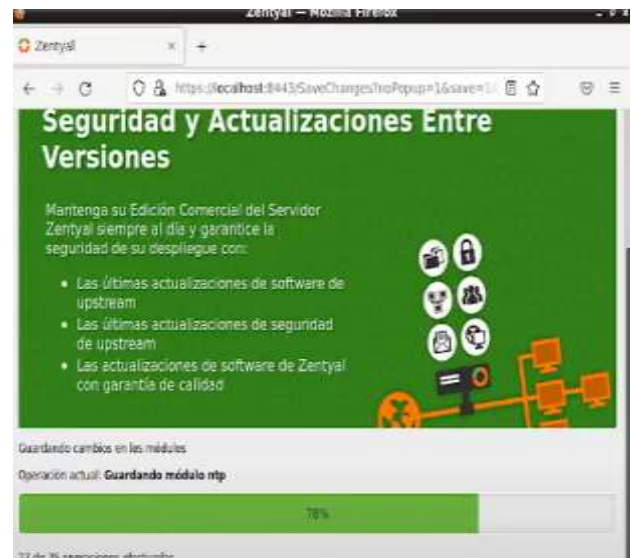 Zentyal — Mozilla Firefox
Zentyal
https://localhost:8443/SaveChanges?noPopup=1&save=1
Seguridad y Actualizaciones Entre
Versiones
Mantenga su Edición Comercial del Servidor
Zentyal siempre al día y garantice la
seguridad de su despliegue con:
Las últimas actualizaciones de software de
upstream
Las últimas actualizaciones de seguridad
de upstream
Las actualizaciones de software de Zentyal
con garantía de calidad
Guardando cambios en los módulos
Operación actual: Guardando módulo ntp
78%
operaciones efectuadas